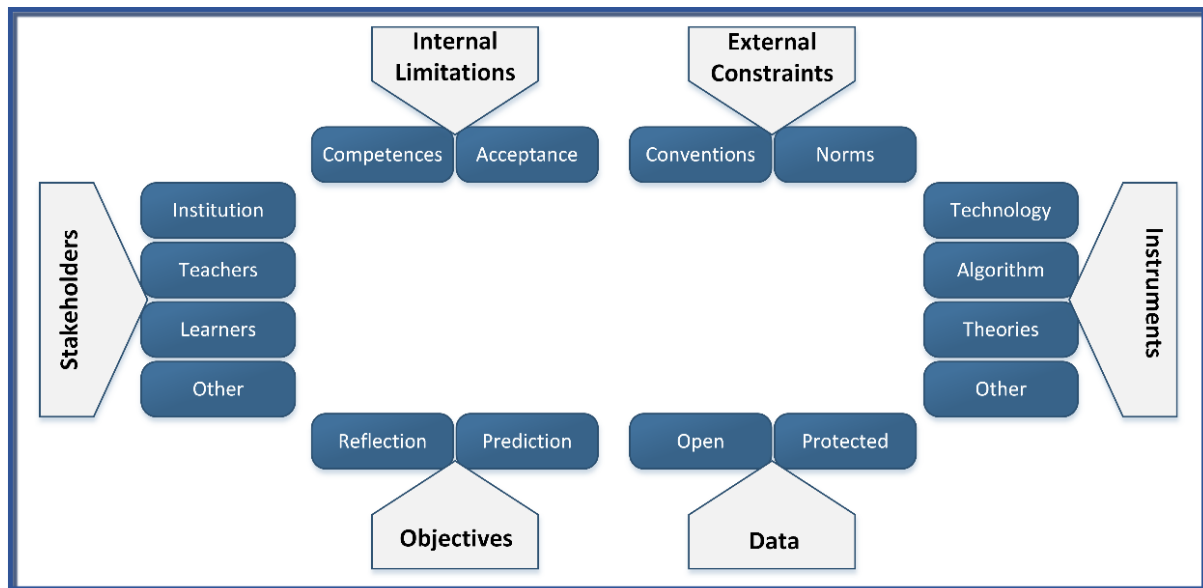 Internal
Limitations
External
Constraints
Competences
Acceptance
Conventions
Norms
Stakeholders
Institution
Teachers
Learners
Other
Technology
Algorithm
Theories
Other
Instruments
Reflection
Prediction
Open
Protected
Objectives
Data